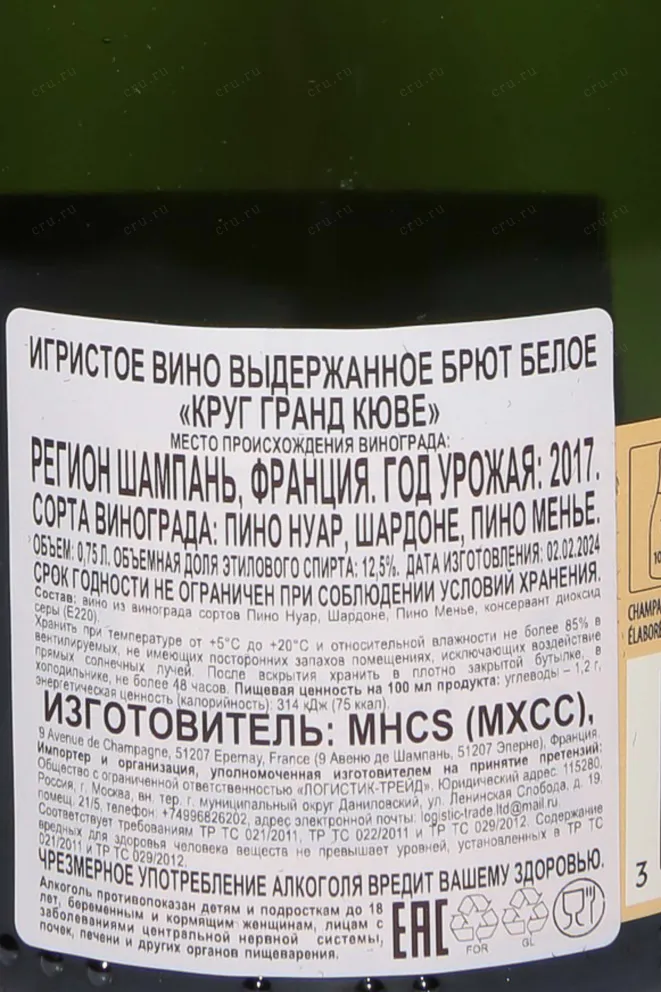 ИГРИСТОЕ ВИНО ВЫДЕРЖАННОЕ БРЮТ БЕЛОЕ
«КРУГ ГРАНД КЮВЕ»
МЕСТО ПРОИСХОЖДЕНИЯ ВИНОГРАДА:
РЕГИОН ШАМПАНЬ, ФРАНЦИЯ. ГОД УРОЖАЯ: 2017.
СОРТА ВИНОГРАДА: ПИНО НУАР, ШАРДОНЕ, ПИНО МЕНЬЕ.
ОБЪЕМ: 0,75 Л. ОБЪЕМНАЯ ДОЛЯ ЭТИЛОВОГО СПИРТА: 12,5%. ДАТА ИЗГОТОВЛЕНИЯ: 02.02.2024
СРОК ГОДНОСТИ НЕ ОГРАНИЧЕН ПРИ СОБЛЮДЕНИИ УСЛОВИЙ ХРАНЕНИЯ.
Состав: вино из винограда сортов Пино Нуар, Шардоне, Пино Менье, консервант диоксид
серы (Е220).
Хранить при температуре от +5°С до +20°С и относительной влажности не более 85% в
вентилируемых, не имеющих посторонних запахов помещениях, исключающих воздействие
прямых солнечных лучей. После вскрытия хранить в плотно закрытой бутылке, в
холодильнике, не более 48 часов. Пищевая ценность на 100 мл продукта: углеводы – 1,2 г,
энергетическая ценность (калорийность): 314 кДж (75 ккал).
ИЗГОТОВИТЕЛЬ: MHCS (МХСС),
9 Avenue de Champagne, 51207 Epernay, France (9 Авеню де Шампань, 51207 Эперне), Франция.
Импортер и организация, уполномоченная изготовителем на принятие претензий:
Общество с ограниченной ответственностью «ЛОГИСТИК-ТРЕЙД». Юридический адрес: 115280,
Россия, г. Москва, вн. тер. г. муниципальный округ Даниловский, ул. Ленинская Слобода, д. 19,
помещ. 21/5, телефон: +74996826202, адрес электронной почты: logistic-trade.ltd@mail.ru
Соответствует требованиям ТР ТС 021/2011, ТР ТС 022/2011 и ТР ТС 029/2012. Содержание
вредных для здоровья человека веществ не превышает уровней, установленных в ТР ТС
021/2011 и ТР ТС 029/2012.
ЧРЕЗМЕРНОЕ УПОТРЕБЛЕНИЕ АЛКОГОЛЯ ВРЕДИТ ВАШЕМУ ЗДОРОВЬЮ.
Алкоголь противопоказан детям и подросткам до 18
лет, беременным и кормящим женщинам, лицам с
заболеваниями центральной нервной системы,
почек, печени и других органов пищеварения.
ЕАС
FOR
GL
10
CHAMPA
ÉLABORÉ
3
cru.ru